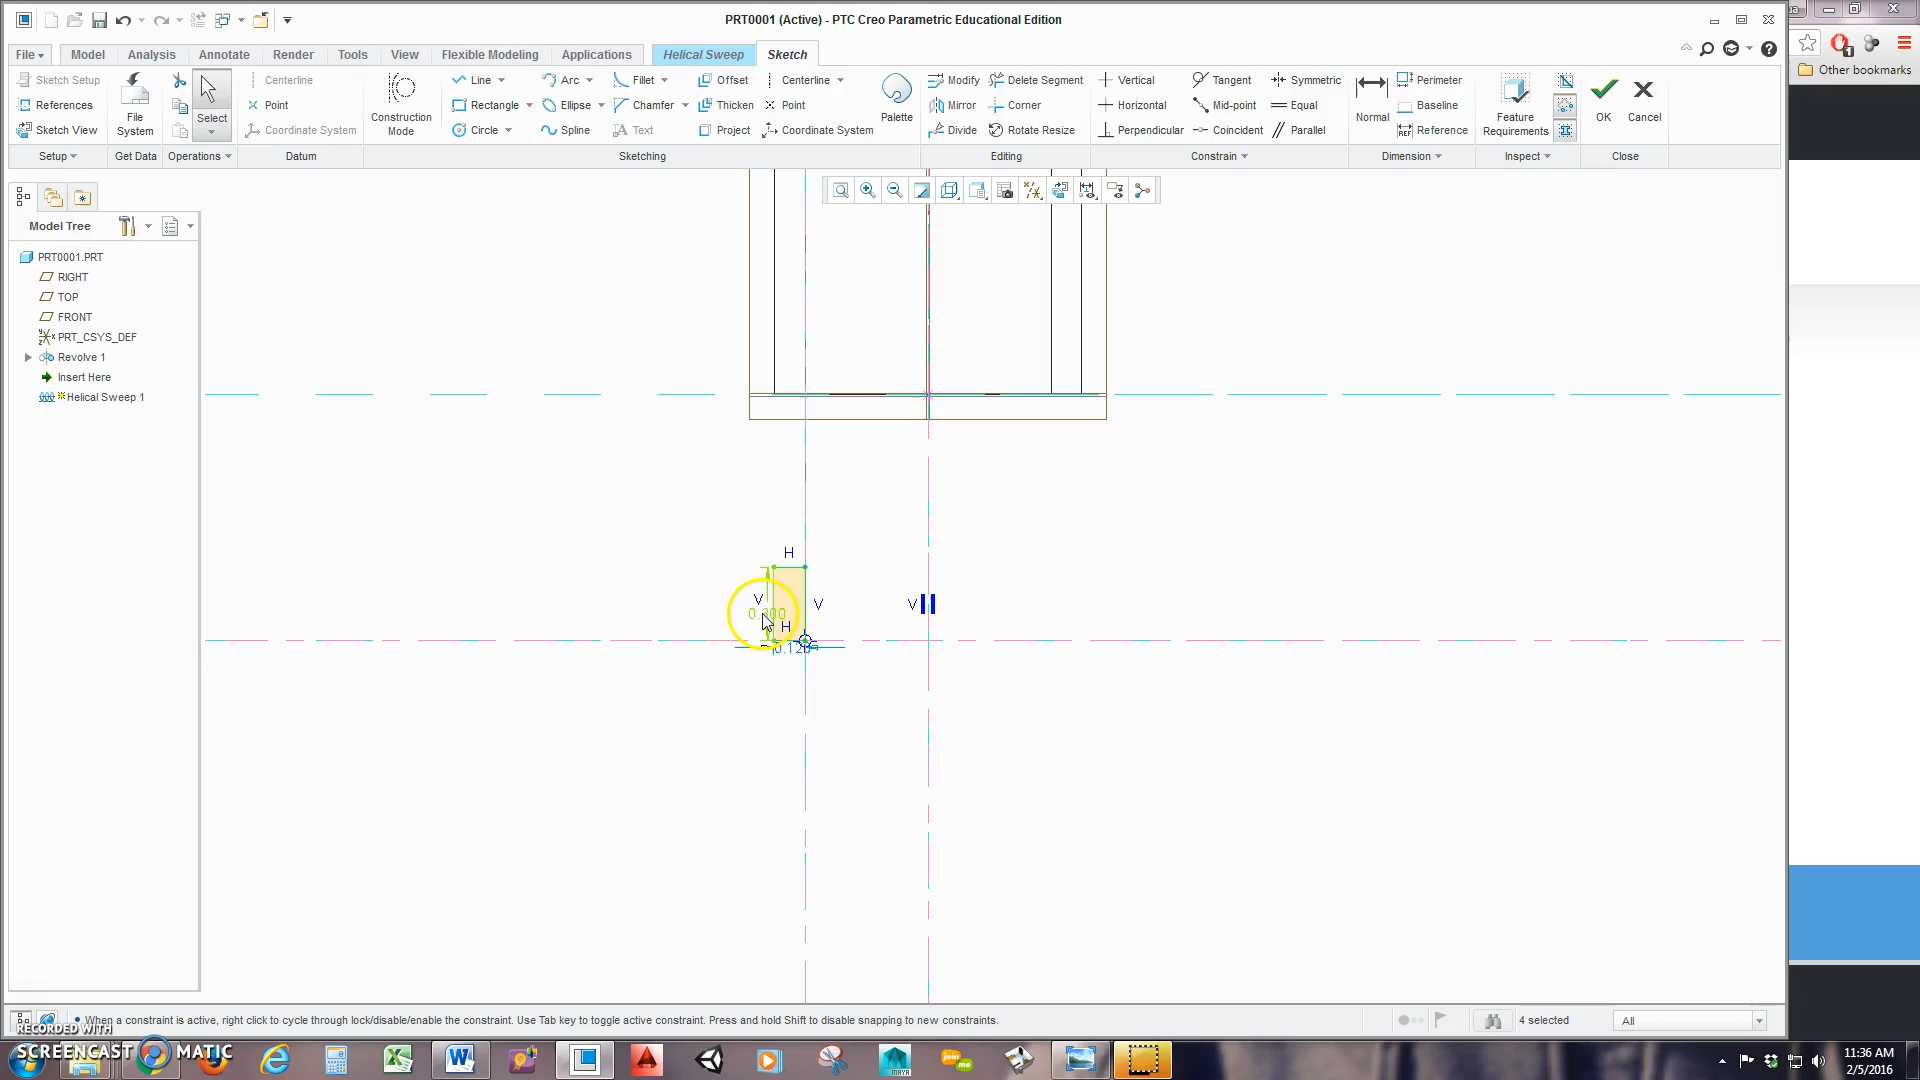 PRT0001 (Active) - PTC Creo Parametric Educational Edition
File Model Analysis Annotate Render Tools View Flexible Modeling Applications Helical Sweep Sketch
Sketch Setup
References
Sketch View
File System
Select
Centerline
Point
Coordinate System
Construction Mode
Line Arc Fillet Offset Centerline
Rectangle Ellipse Chamfer Thicken Point
Circle Spline Text Project Coordinate System
Palette
Modify Delete Segment
Mirror Corner
Divide Rotate Resize
Vertical Tangent Symmetric
Horizontal Mid-point Equal
Perpendicular Coincident Parallel
Normal
Perimeter
Baseline
Reference
Feature Requirements
OK
Cancel
Setup Get Data Operations Datum Sketching Editing Constrain Dimension Inspect Close
Other bookmarks
Model Tree
PRT0001.PRT
RIGHT
TOP
FRONT
PRT_CSYS_DEF
Revolve 1
Insert Here
Helical Sweep 1
H
V
V
V
H
When a constraint is active, right click to cycle through lock/disable/enable the constraint. Use Tab key to toggle active constraint. Press and hold Shift to disable snapping to new constraints.
4 selected
All
RECORDED WITH
SCREENCAST MATIC
MAYA
join me
11:36 AM
2/5/2016